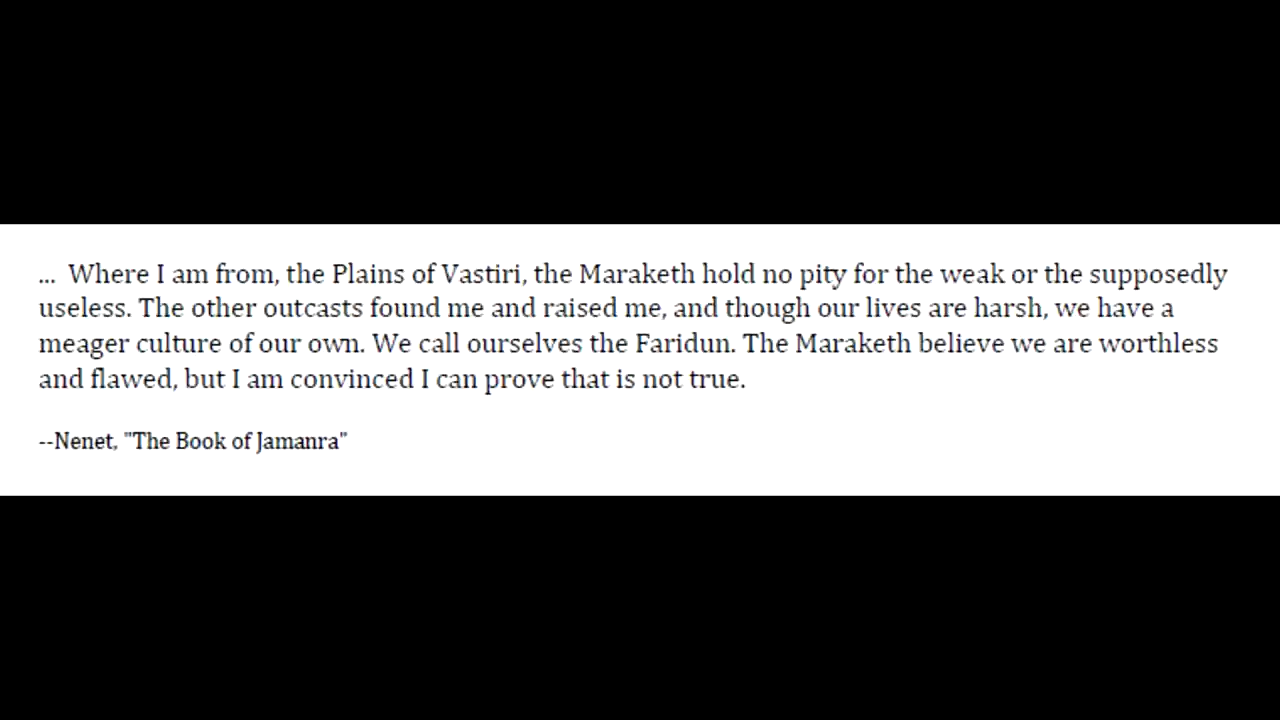 ... Where I am from, the Plains of Vastiri, the Maraketh hold no pity for the weak or the supposedly
useless. The other outcasts found me and raised me, and though our lives are harsh, we have a
meager culture of our own. We call ourselves the Faridun. The Maraketh believe we are worthless
and flawed, but I am convinced I can prove that is not true.
--Nenet, "The Book of Jamanra"